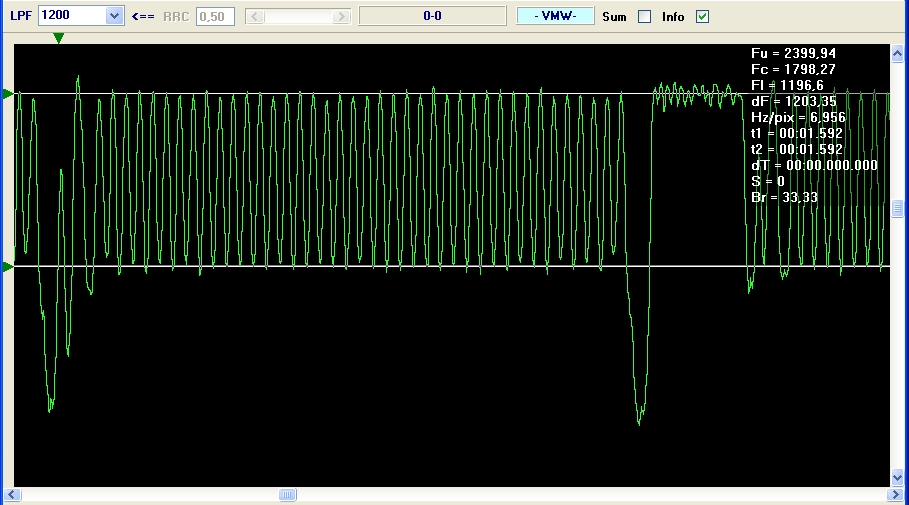 LPF 1200 <== RRC 0,50 0-0 - VMW- Sum Info
Fu = 2399,94
Fc = 1798,27
Fl = 1196,6
dF = 1203,35
Hz/pix = 6,956
t1 = 00:01.592
t2 = 00:01.592
dT = 00:00.000.000
S = 0
Br = 33,33